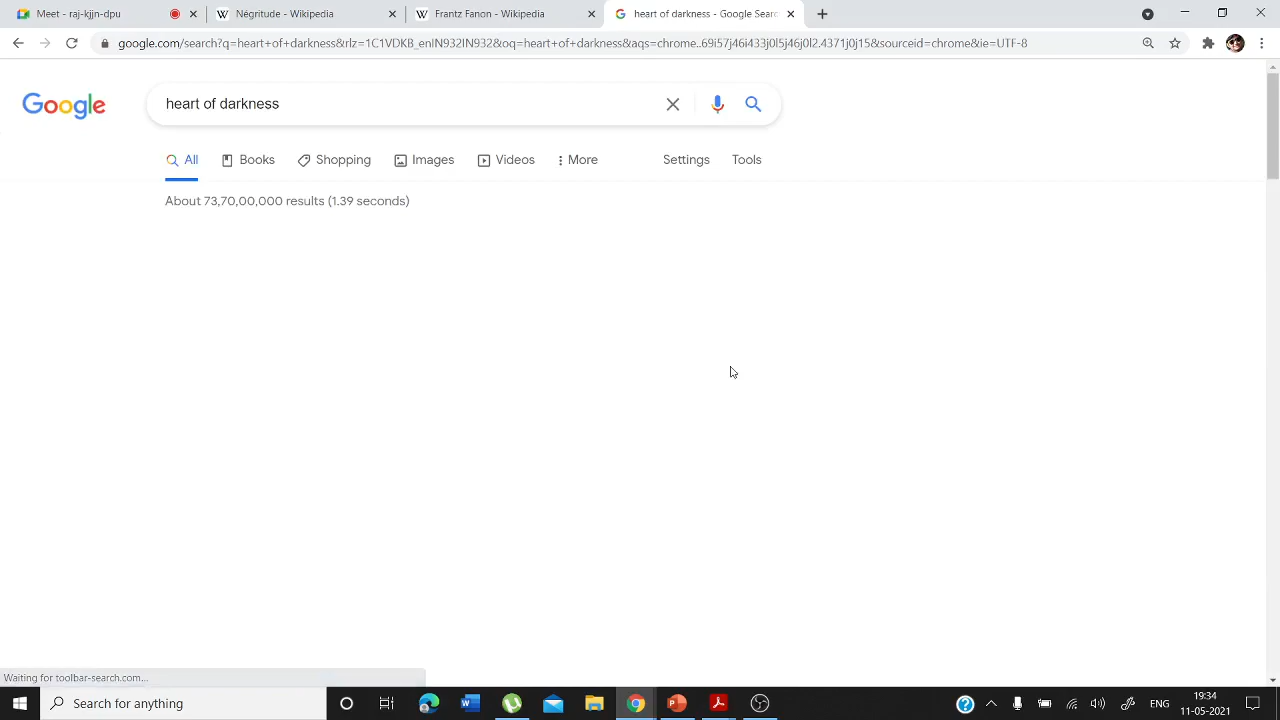 Meet - raj-kjjn-dpu
Négritude - Wikipedia
Frantz Fanon - Wikipedia
heart of darkness - Google Sear
google.com/search?q=heart+of+darkness&rlz=1C1VDKB_enIN932IN932&oq=heart+of+darkness&aqs=chrome..69i57j46i433j0l5j46j0l2.4371j0j15&sourceid=chrome&ie=UTF-8
Google
heart of darkness
All Books Shopping Images Videos More Settings Tools
About 73,70,00,000 results (1.39 seconds)
Waiting for toolbar-search.com...
Search for anything
ENG
19:34
11-05-2021